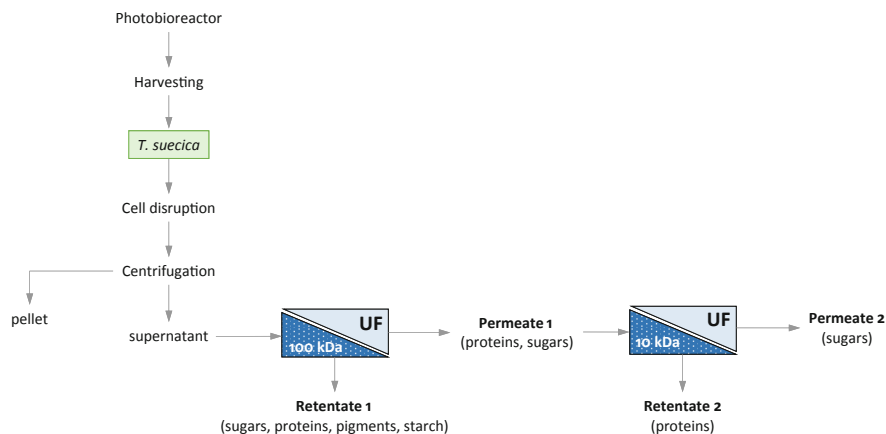 Photobioreactor
Harvesting
T. suecica
Cell disruption
Centrifugation
pellet
supernatant
UF
100 kDa
Permeate 1
(proteins, sugars)
UF
10 kDa
Permeate 2
(sugars)
Retentate 1
(sugars, proteins, pigments, starch)
Retentate 2
(proteins)